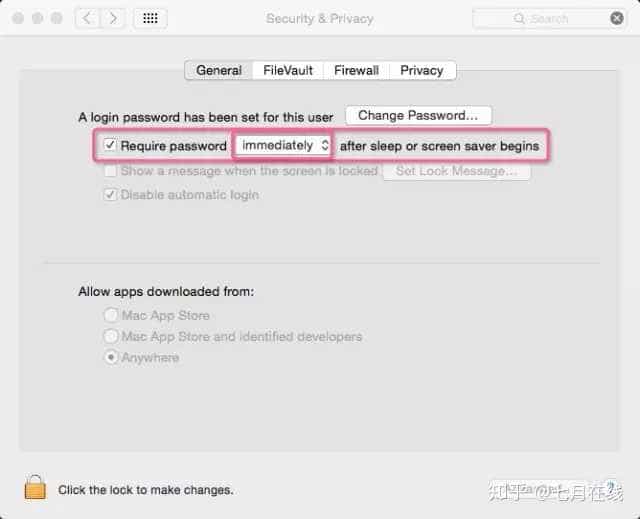 Security & Privacy
Search
General FileVault Firewall Privacy
A login password has been set for this user Change Password...
Require password immediately after sleep or screen saver begins
Show a message when the screen is locked Set Lock Message...
Disable automatic login
Allow apps downloaded from:
Mac App Store
Mac App Store and identified developers
Anywhere
Click the lock to make changes.
知乎 @七月在线
?